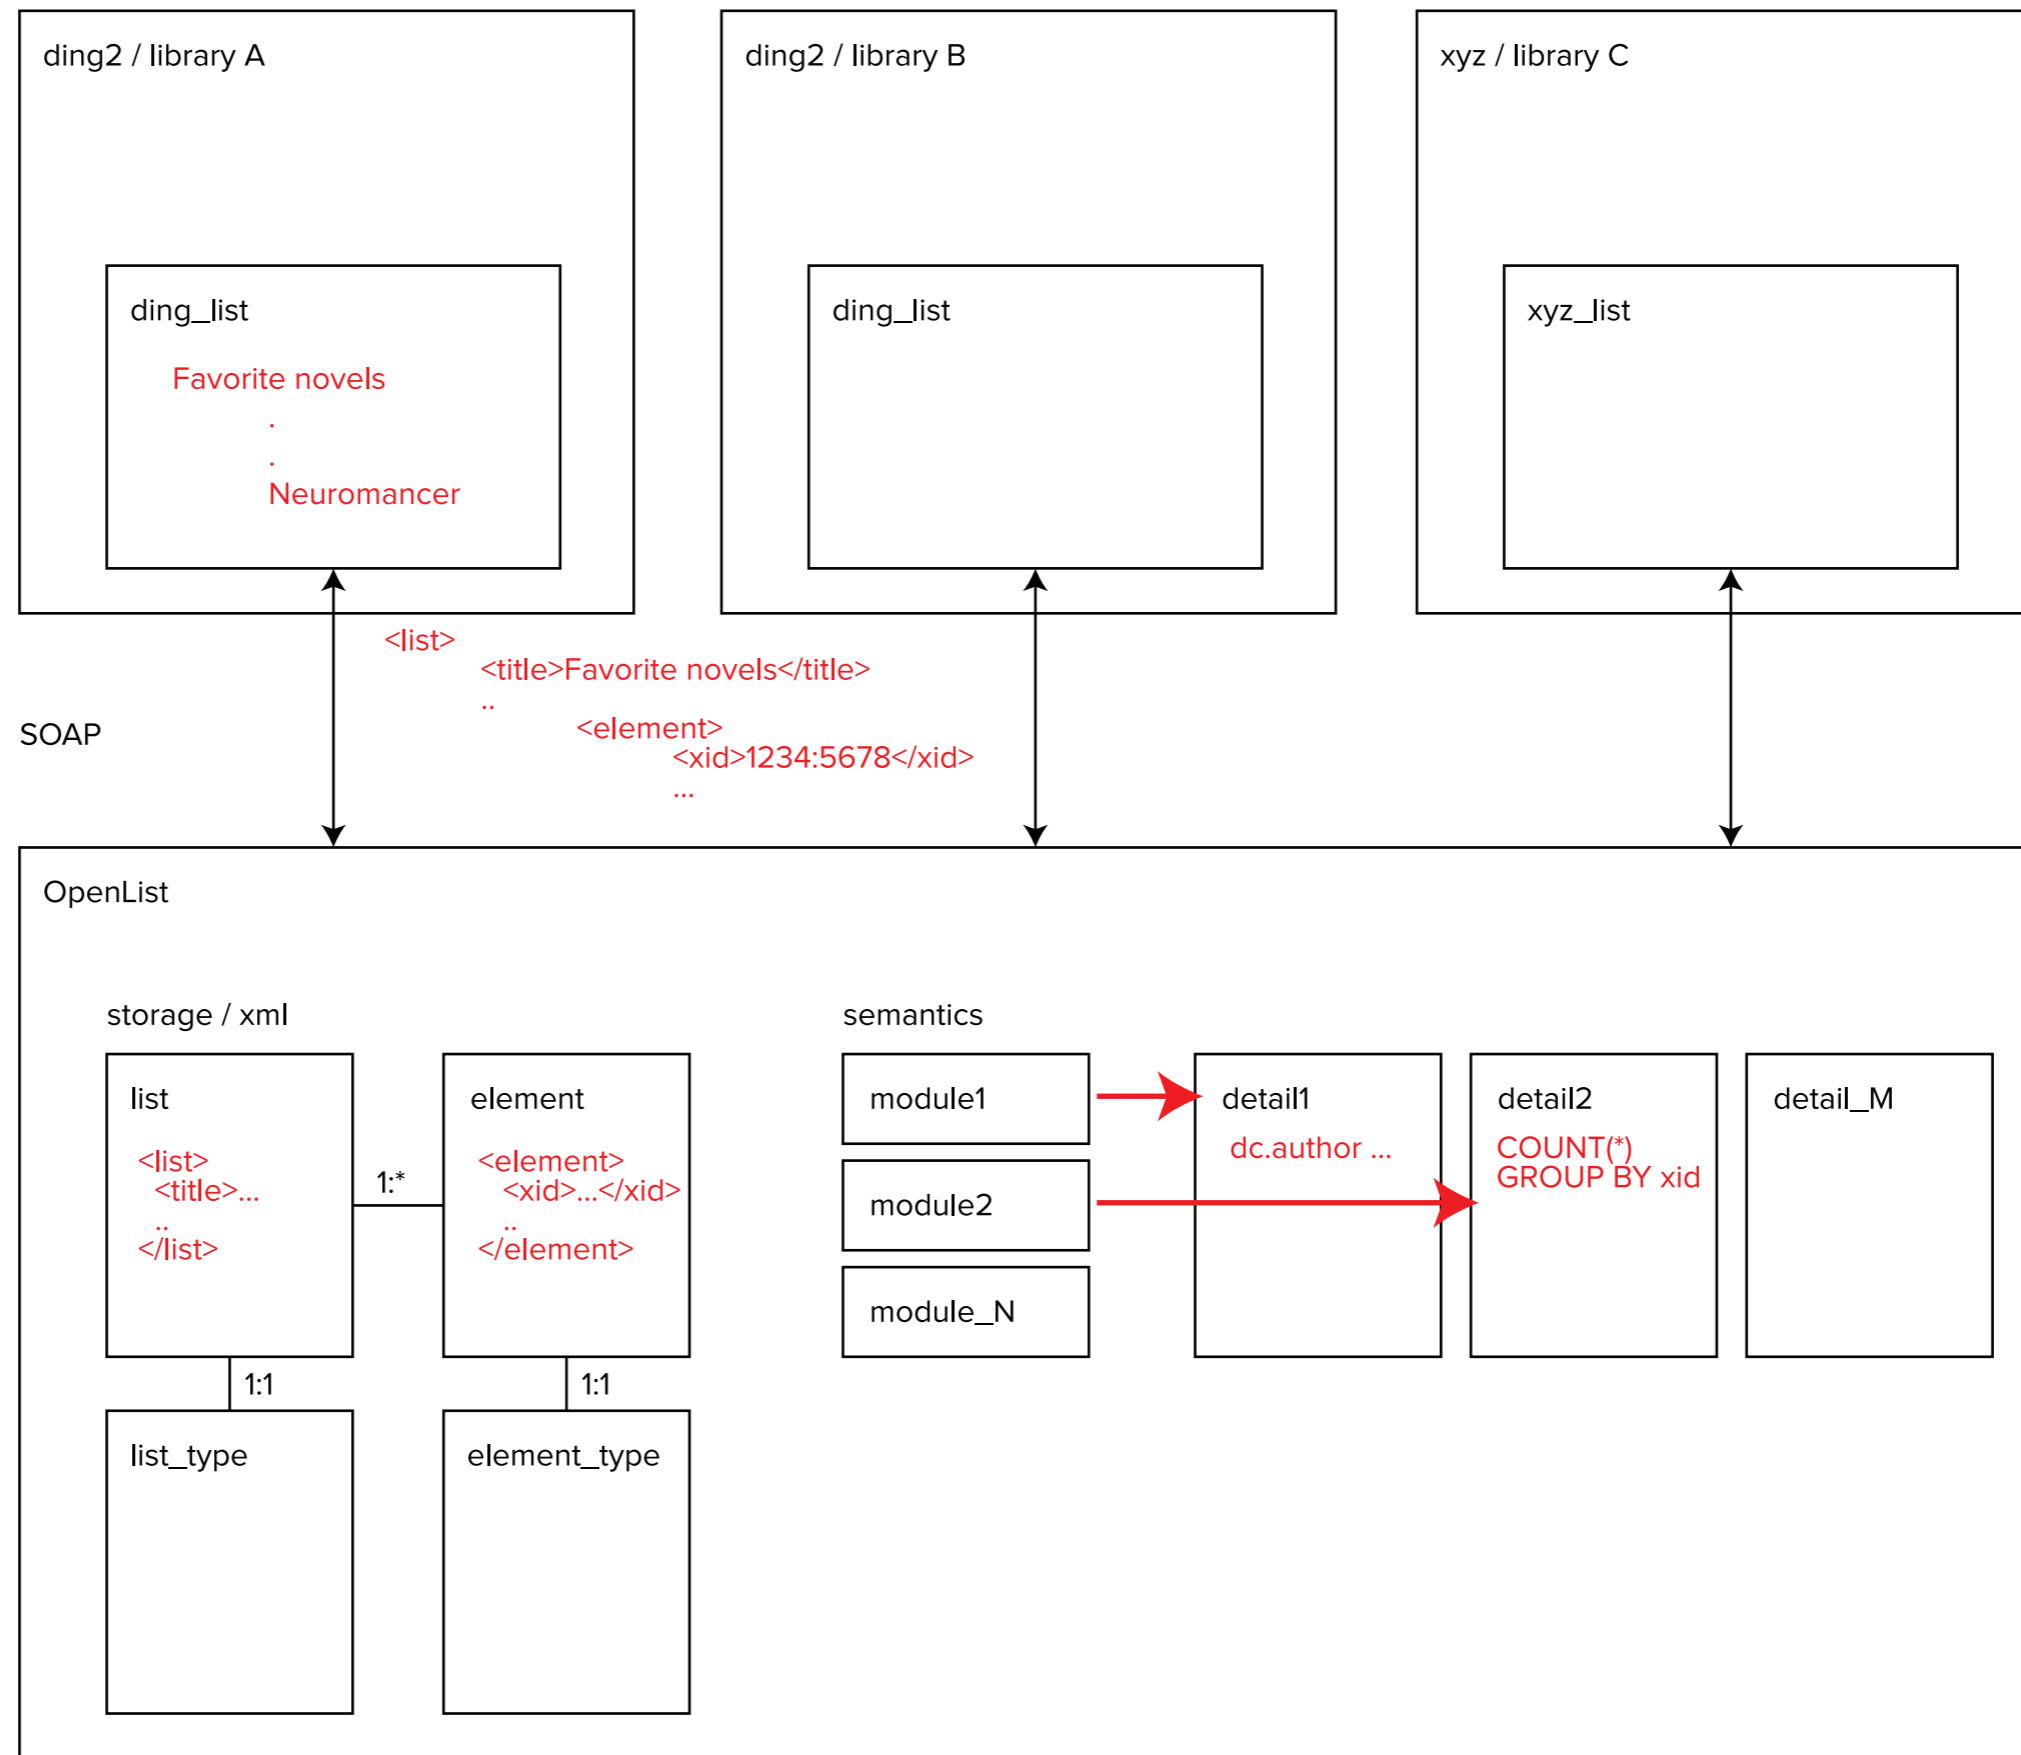 ding2 / library A
ding_list
Favorite novels
.
.
Neuromancer
ding2 / library B
ding_list
xyz / library C
xyz_list
SOAP
<list>
<title>Favorite novels</title>
..
<element>
<xid>1234:5678</xid>
...
OpenList
storage / xml
list
<list>
<title>...
..
</list>
1:*
element
<element>
<xid>...</xid>
..
</element>
1:1
1:1
list_type
element_type
semantics
module1
module2
module_N
detail1
dc.author ...
detail2
COUNT(*)
GROUP BY xid
detail_M